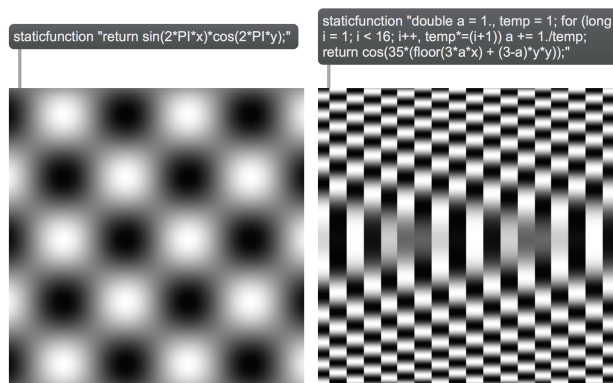 staticfunction "return sin(2*PI*x)*cos(2*PI*y);"
staticfunction "double a = 1., temp = 1; for (long
i = 1; i < 16; i++, temp*=(i+1)) a += 1./temp;
return cos(35*(floor(3*a*x) + (3-a)*y*y));"